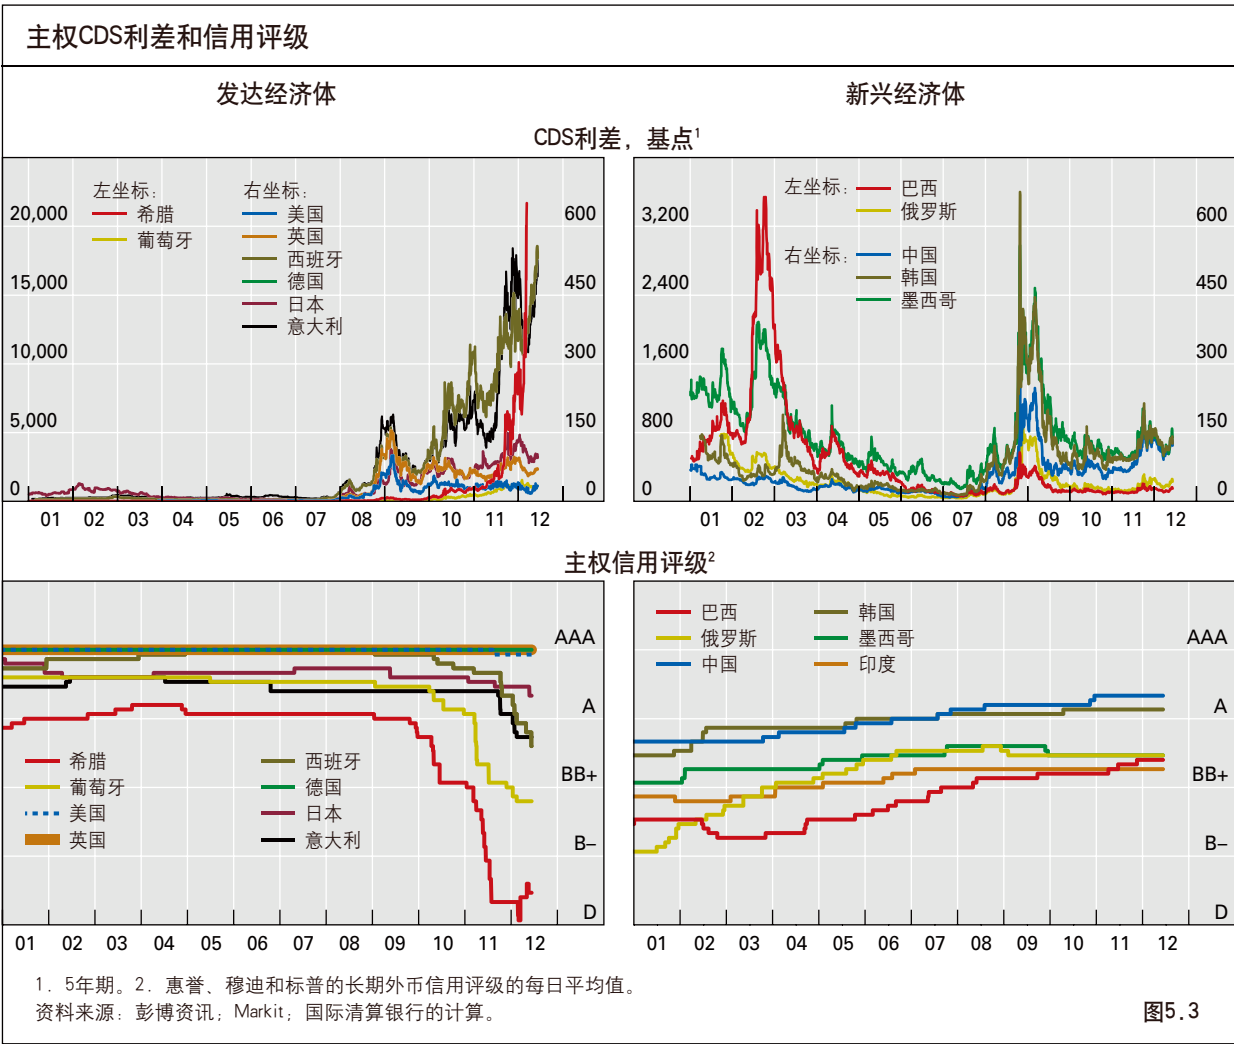 主权CDS利差和信用评级
发达经济体
新兴经济体
CDS利差，基点1
左坐标：
希腊
葡萄牙
右坐标：
美国
英国
西班牙
德国
日本
意大利
20,000
15,000
10,000
5,000
0
600
450
300
150
0
01 02 03 04 05 06 07 08 09 10 11 12
左坐标：
巴西
俄罗斯
右坐标：
中国
韩国
墨西哥
3,200
2,400
1,600
800
0
600
450
300
150
0
01 02 03 04 05 06 07 08 09 10 11 12
主权信用评级2
希腊
葡萄牙
美国
英国
西班牙
德国
日本
意大利
AAA
A
BB+
B–
D
01 02 03 04 05 06 07 08 09 10 11 12
巴西
俄罗斯
中国
韩国
墨西哥
印度
AAA
A
BB+
B–
D
01 02 03 04 05 06 07 08 09 10 11 12
1. 5年期。2. 惠誉、穆迪和标普的长期外币信用评级的每日平均值。
资料来源：彭博资讯；Markit；国际清算银行的计算。
图5.3